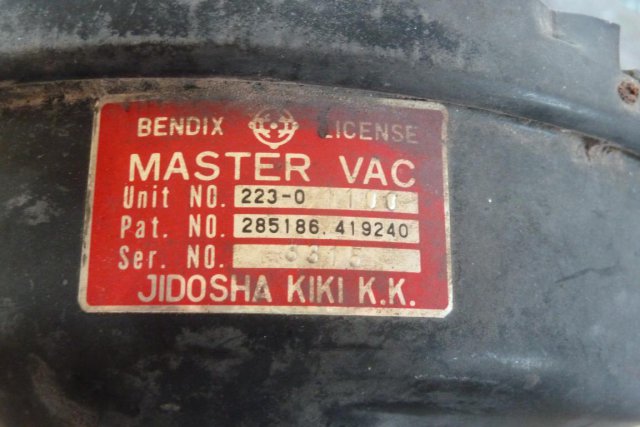 BENDIX LICENSE
MASTER VAC
Unit NO. 223-0
Pat. NO. 285186. 419240
Ser. NO.
JIDOSHA KIKI K.K.